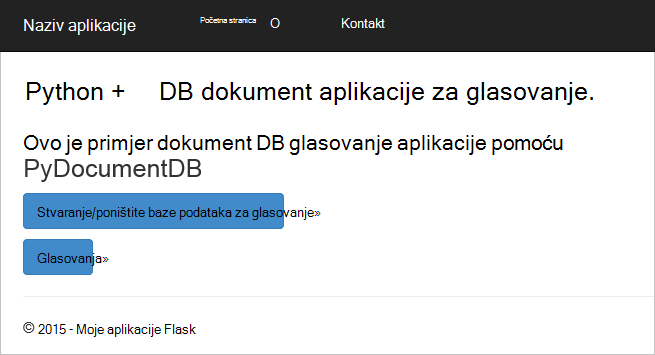 Naziv aplikacije Početna stranica O Kontakt
Python + DB dokument aplikacije za glasovanje.
Ovo je primjer dokument DB glasovanje aplikacije pomoću
PyDocumentDB
Stvaranje/poništite baze podataka za glasovanje»
Glasovanja»
© 2015 - Moje aplikacije Flask